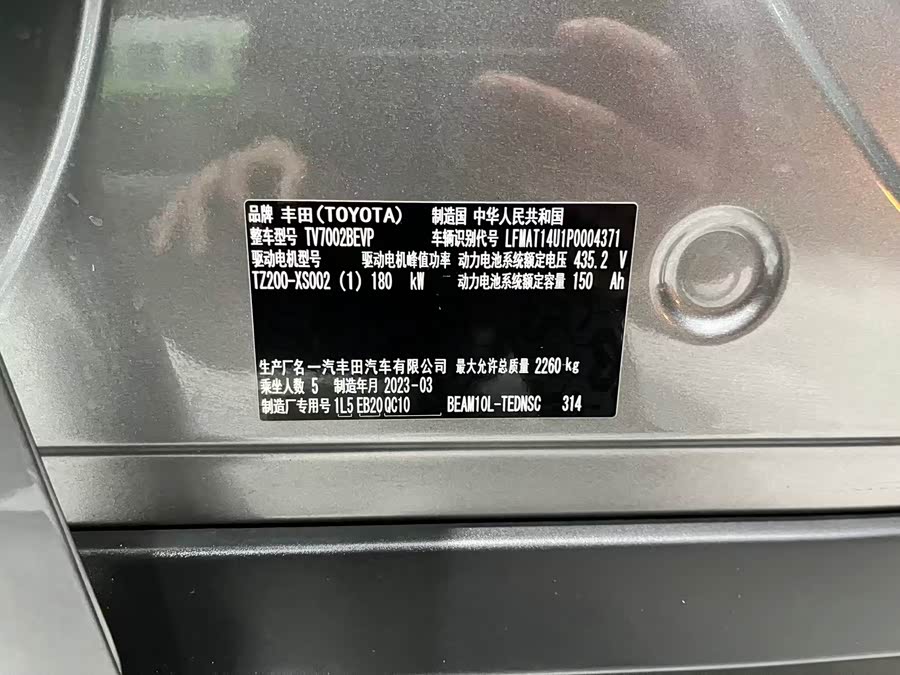 品牌 丰田(TOYOTA) 制造国 中华人民共和国
整车型号 TV7002BEVP 车辆识别代号 LFMAT14U1P0004371
驱动电机型号 驱动电机峰值功率 动力电池系统额定电压 435.2 V
TZ200-XS002 (1) 180 kW 动力电池系统额定容量 150 Ah
生产厂名 一汽丰田汽车有限公司 最大允许总质量 2260 kg
乘坐人数 5 制造年月 2023-03
制造厂专用号 1L5 EB20 QC10 BEAM10L-TEDNSC 314